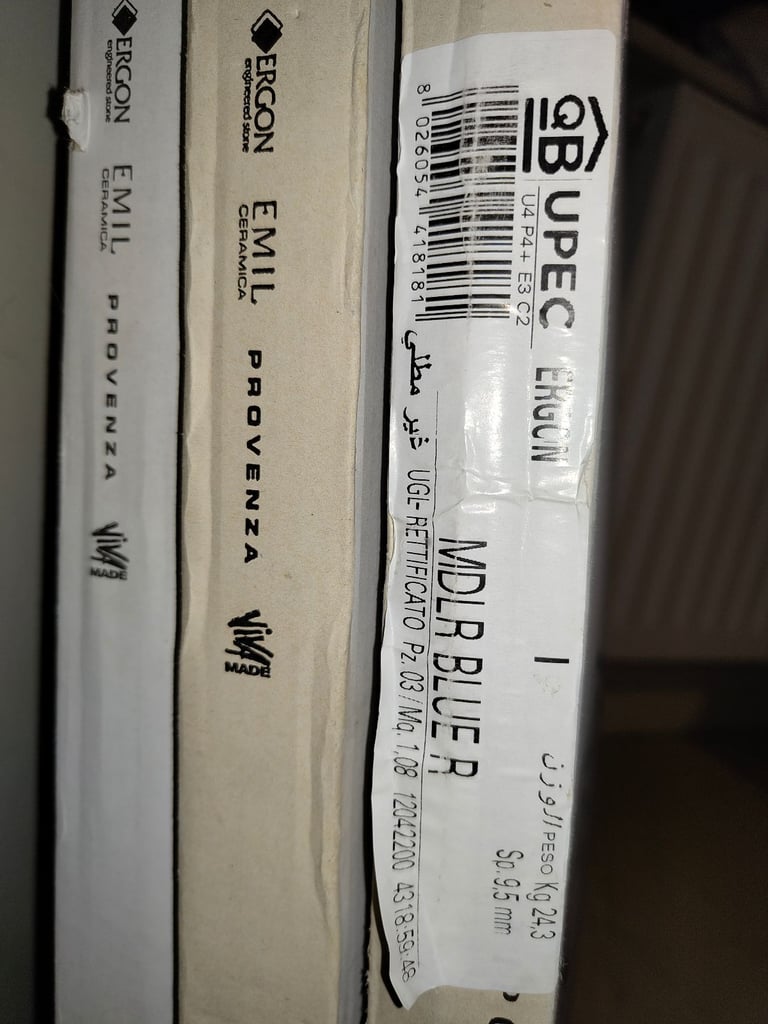 ERGON
engineered stone
EMIL
CERAMICA
PROVENZA
VIVA
MADE
ERGON
engineered stone
EMIL
CERAMICA
PROVENZA
VIVA
MADE
QB UPEC ERGON
U4 P4+ E3 C2
8 026054 418181
I
الوزن PESO Kg 24,3
Sp. 9,5 mm
MDLR BLUE R
غير مطلي UGL-RETTIFICATO Pz. 03 / Mq. 1,08 12042200 4318:59:48